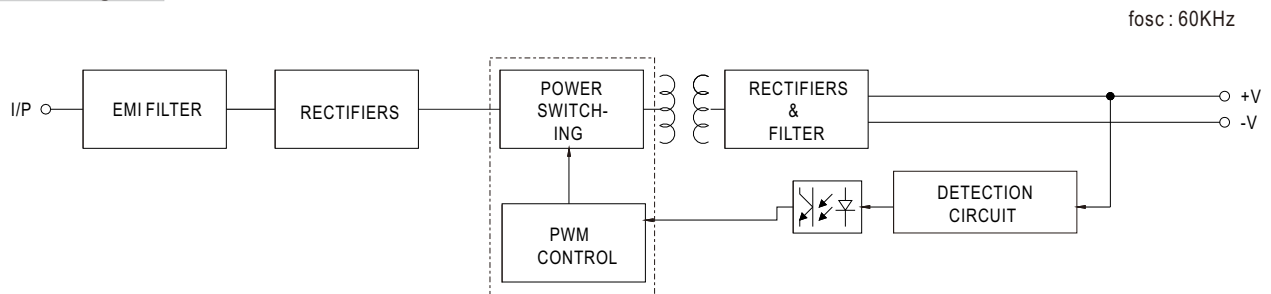 fosc : 60KHz
I/P
EMI FILTER
RECTIFIERS
POWER
SWITCH-
ING
RECTIFIERS
&
FILTER
+V
-V
DETECTION
CIRCUIT
PWM
CONTROL